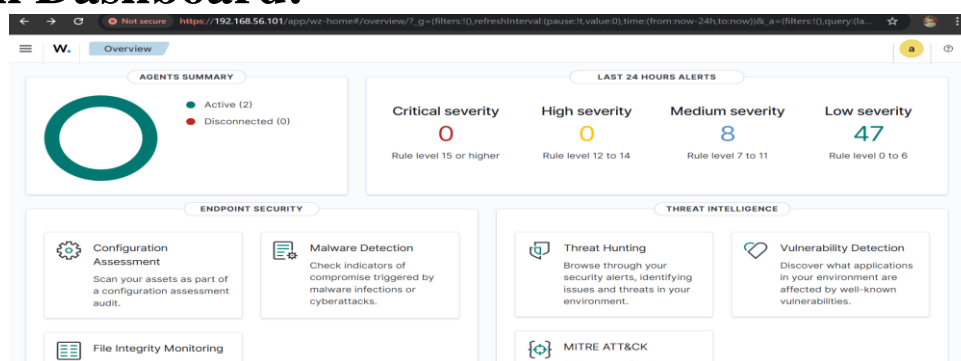 Dashboard.
Not secure https://192.168.56.101/app/wz-home#/overview/?_g=(filters:!(),refreshInterval:(pause:!t,value:0),time:(from:now-24h,to:now))&_a=(filters:!(),query:(la...
W. Overview a
AGENTS SUMMARY
Active (2)
Disconnected (0)
LAST 24 HOURS ALERTS
Critical severity High severity Medium severity Low severity
0 0 8 47
Rule level 15 or higher Rule level 12 to 14 Rule level 7 to 11 Rule level 0 to 6
ENDPOINT SECURITY
Configuration
Assessment
Scan your assets as part of
a configuration assessment
audit.
Malware Detection
Check indicators of
compromise triggered by
malware infections or
cyberattacks.
File Integrity Monitoring
THREAT INTELLIGENCE
Threat Hunting
Browse through your
security alerts, identifying
issues and threats in your
environment.
Vulnerability Detection
Discover what applications
in your environment are
affected by well-known
vulnerabilities.
MITRE ATT&CK